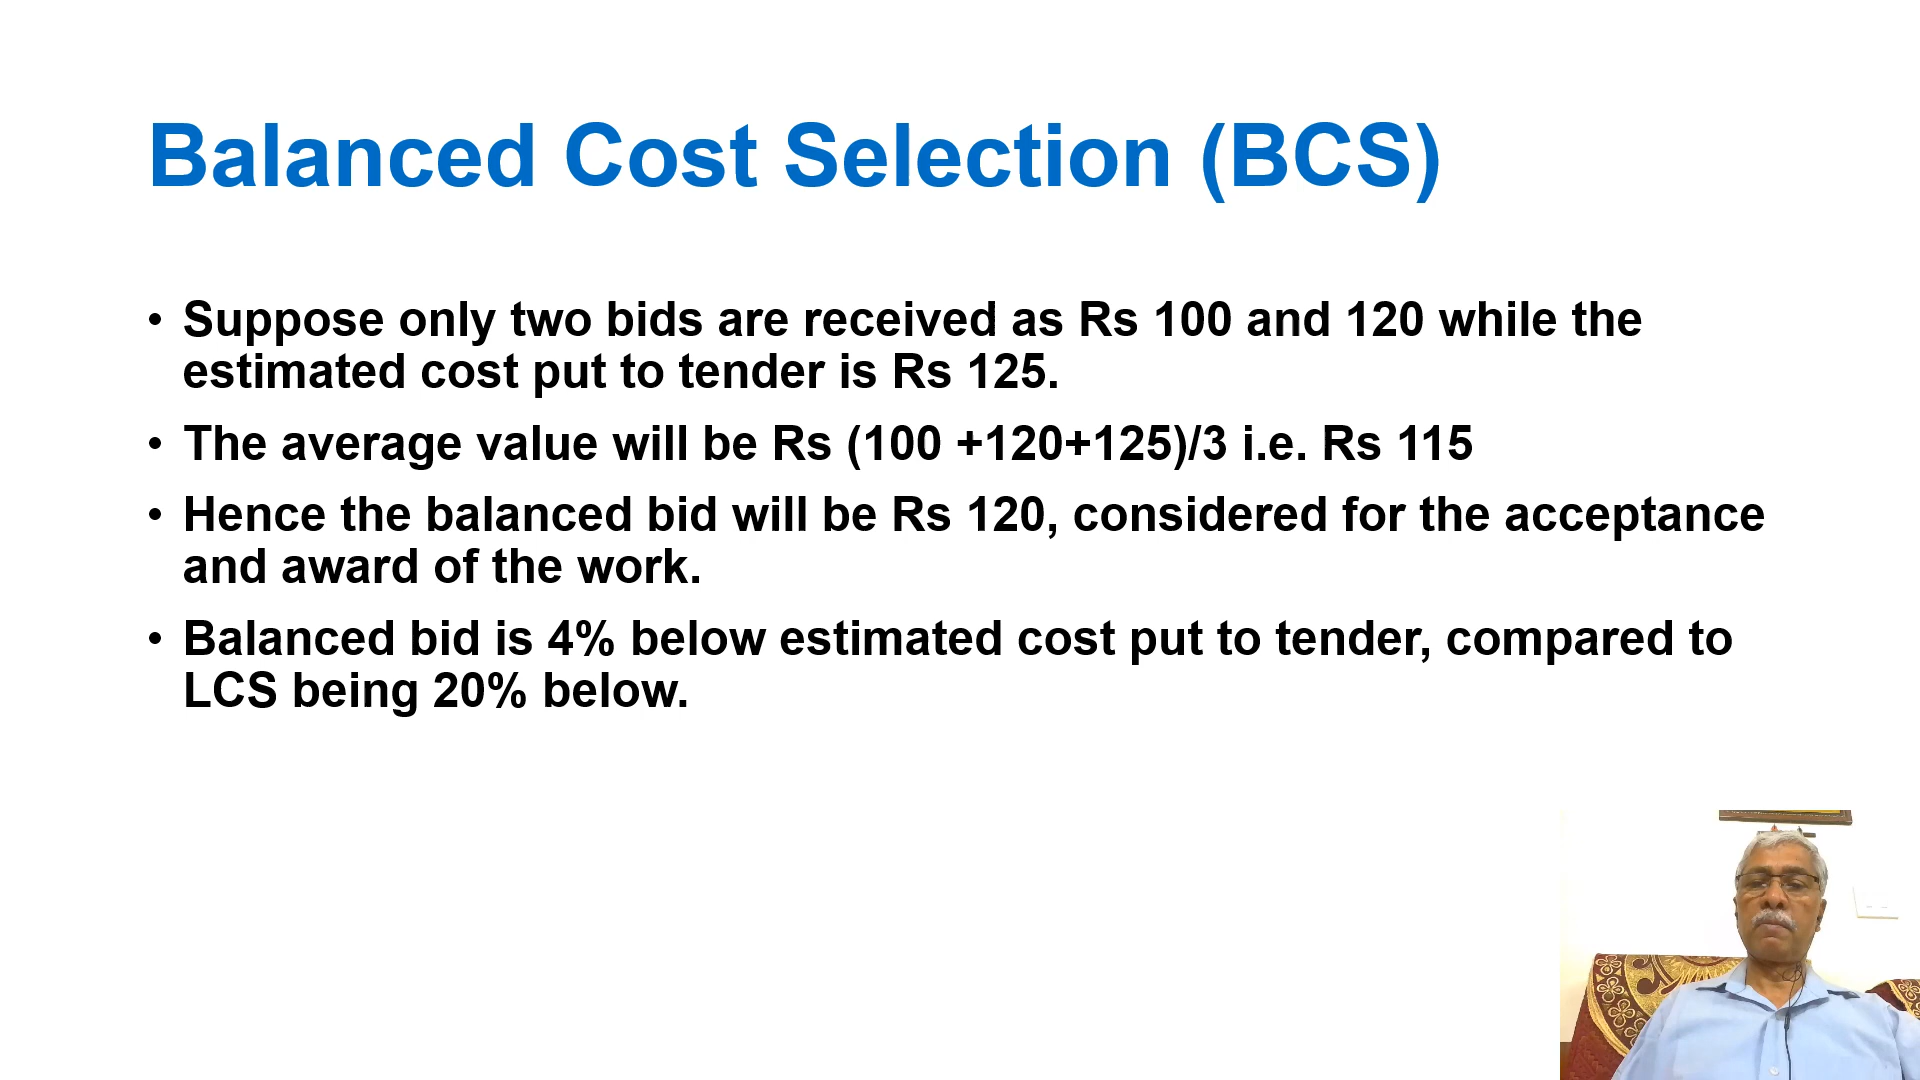 Balanced Cost Selection (BCS)
• Suppose only two bids are received as Rs 100 and 120 while the
estimated cost put to tender is Rs 125.
• The average value will be Rs (100 +120+125)/3 i.e. Rs 115
• Hence the balanced bid will be Rs 120, considered for the acceptance
and award of the work.
• Balanced bid is 4% below estimated cost put to tender, compared to
LCS being 20% below.